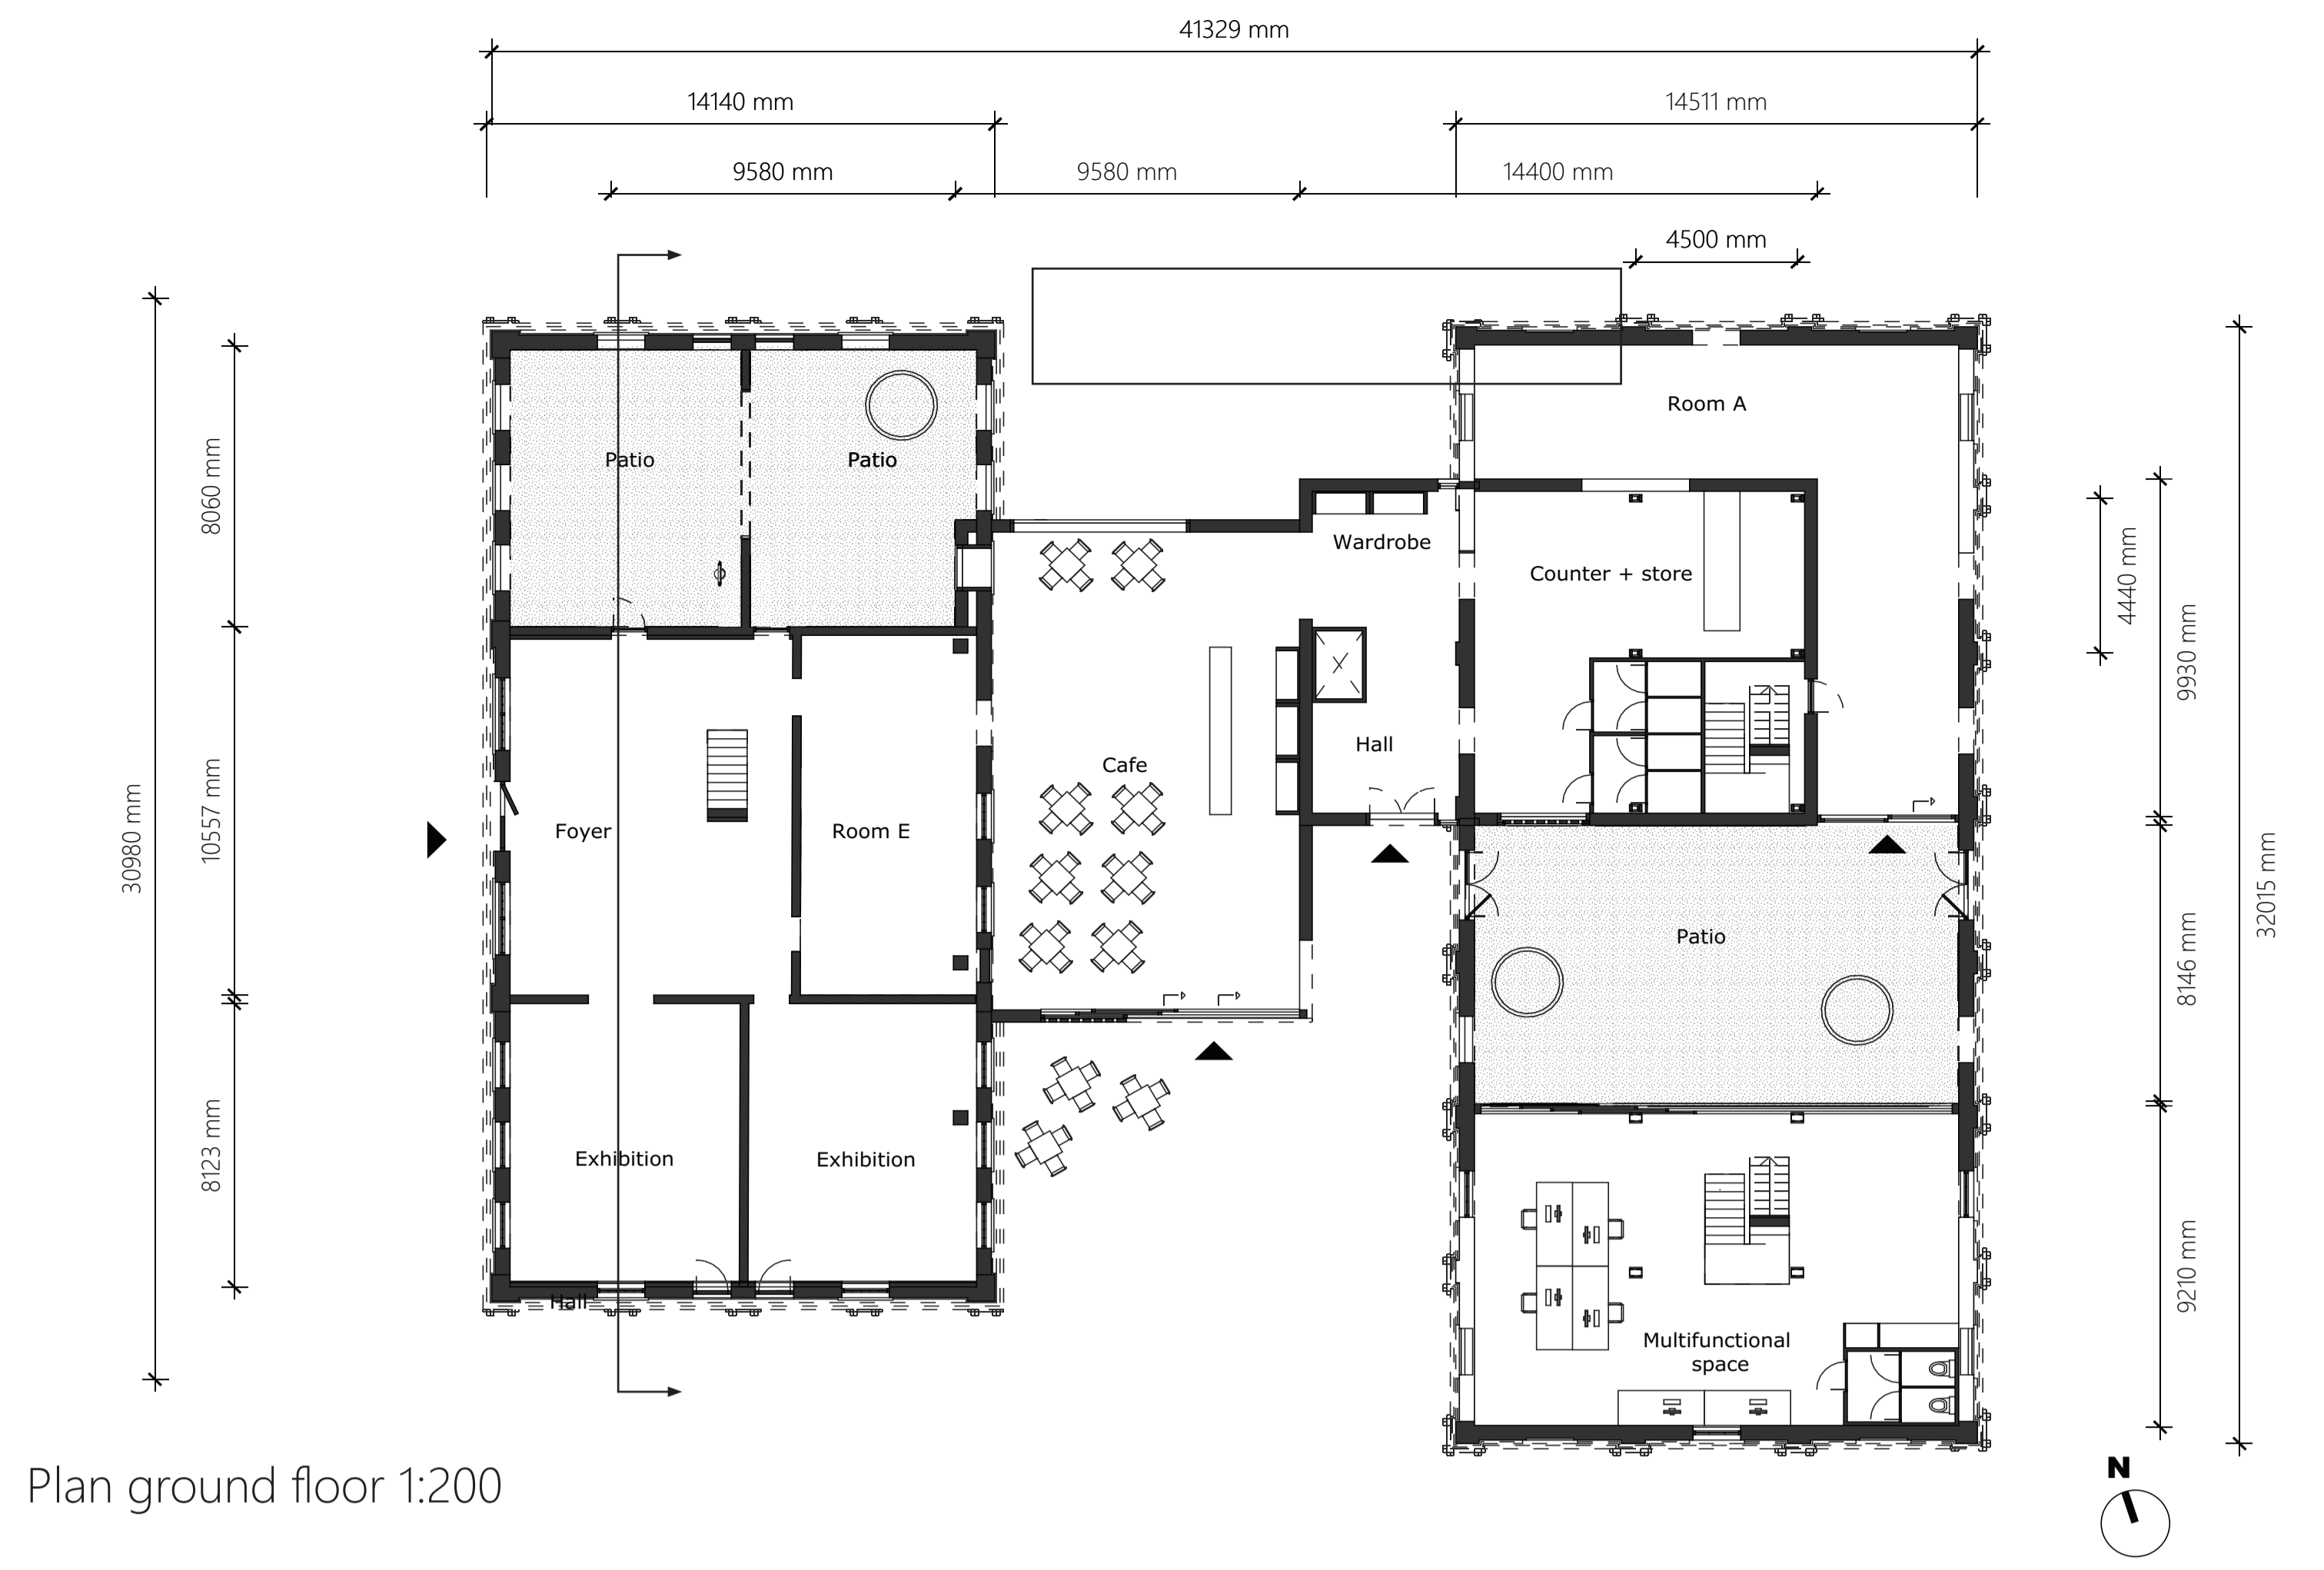 41329 mm
14140 mm
14511 mm
9580 mm
9580 mm
14400 mm
4500 mm
Room A
Patio
Patio
8060 mm
Wardrobe
Counter + store
4440 mm
9930 mm
Hall
Cafe
30980 mm
10557 mm
Foyer
Room E
Patio
8146 mm
32015 mm
8123 mm
Exhibition
Exhibition
9210 mm
Hall
Multifunctional
space
Plan ground floor 1:200
N